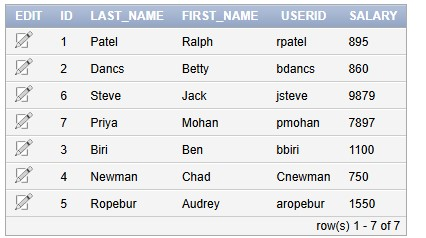 EDIT ID LAST_NAME FIRST_NAME USERID SALARY
1 Patel Ralph rpatel 895
2 Dancs Betty bdancs 860
6 Steve Jack jsteve 9879
7 Priya Mohan pmohan 7897
3 Biri Ben bbiri 1100
4 Newman Chad Cnewman 750
5 Ropebur Audrey aropebur 1550
row(s) 1 - 7 of 7